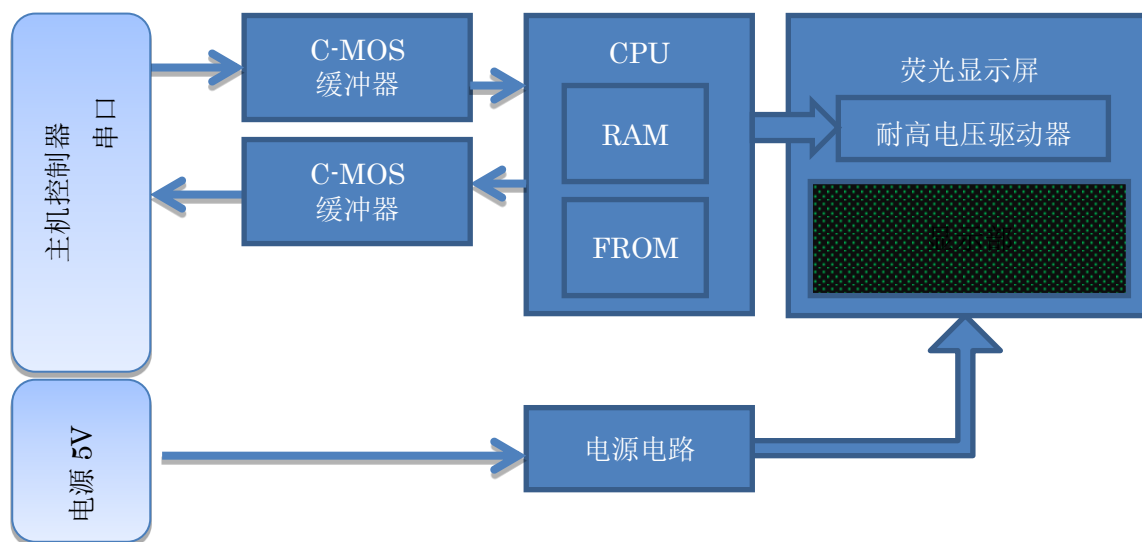 主机控制器
串口
C-MOS
缓冲器
C-MOS
缓冲器
CPU
RAM
FROM
荧光显示屏
耐高电压驱动器
电源 5V
电源电路